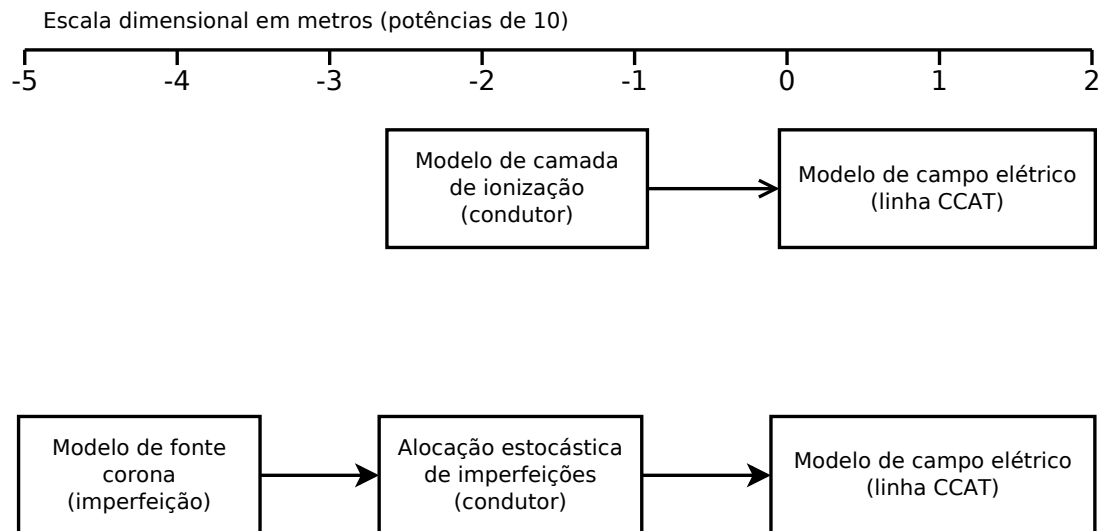 Escala dimensional em metros (potências de 10)
-5 -4 -3 -2 -1 0 1 2
Modelo de camada
de ionização
(condutor)
Modelo de campo elétrico
(linha CCAT)
Modelo de fonte
corona
(imperfeição)
Alocação estocástica
de imperfeições
(condutor)
Modelo de campo elétrico
(linha CCAT)